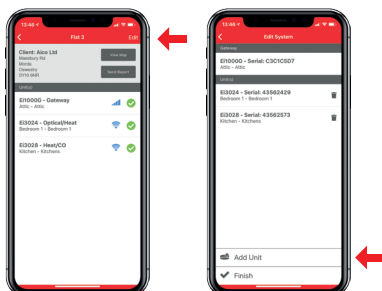 13:46
Flat 3
Edit
Client: Aico Ltd
Maesbury Rd
Morda
Oswestry
SY10 8NR
View Map
Send Report
Unit(s)
Ei1000G - Gateway
Attic - Attic
Ei3024 - Optical/Heat
Bedroom 1 - Bedroom 1
Ei3028 - Heat/CO
Kitchen - Kitchens
13:46
Edit System
Gateway
Ei1000G - Serial: C3C1C5D7
Attic - Attic
Unit(s)
Ei3024 - Serial: 43562429
Bedroom 1 - Bedroom 1
Ei3028 - Serial: 43562573
Kitchen - Kitchens
Add Unit
Finish